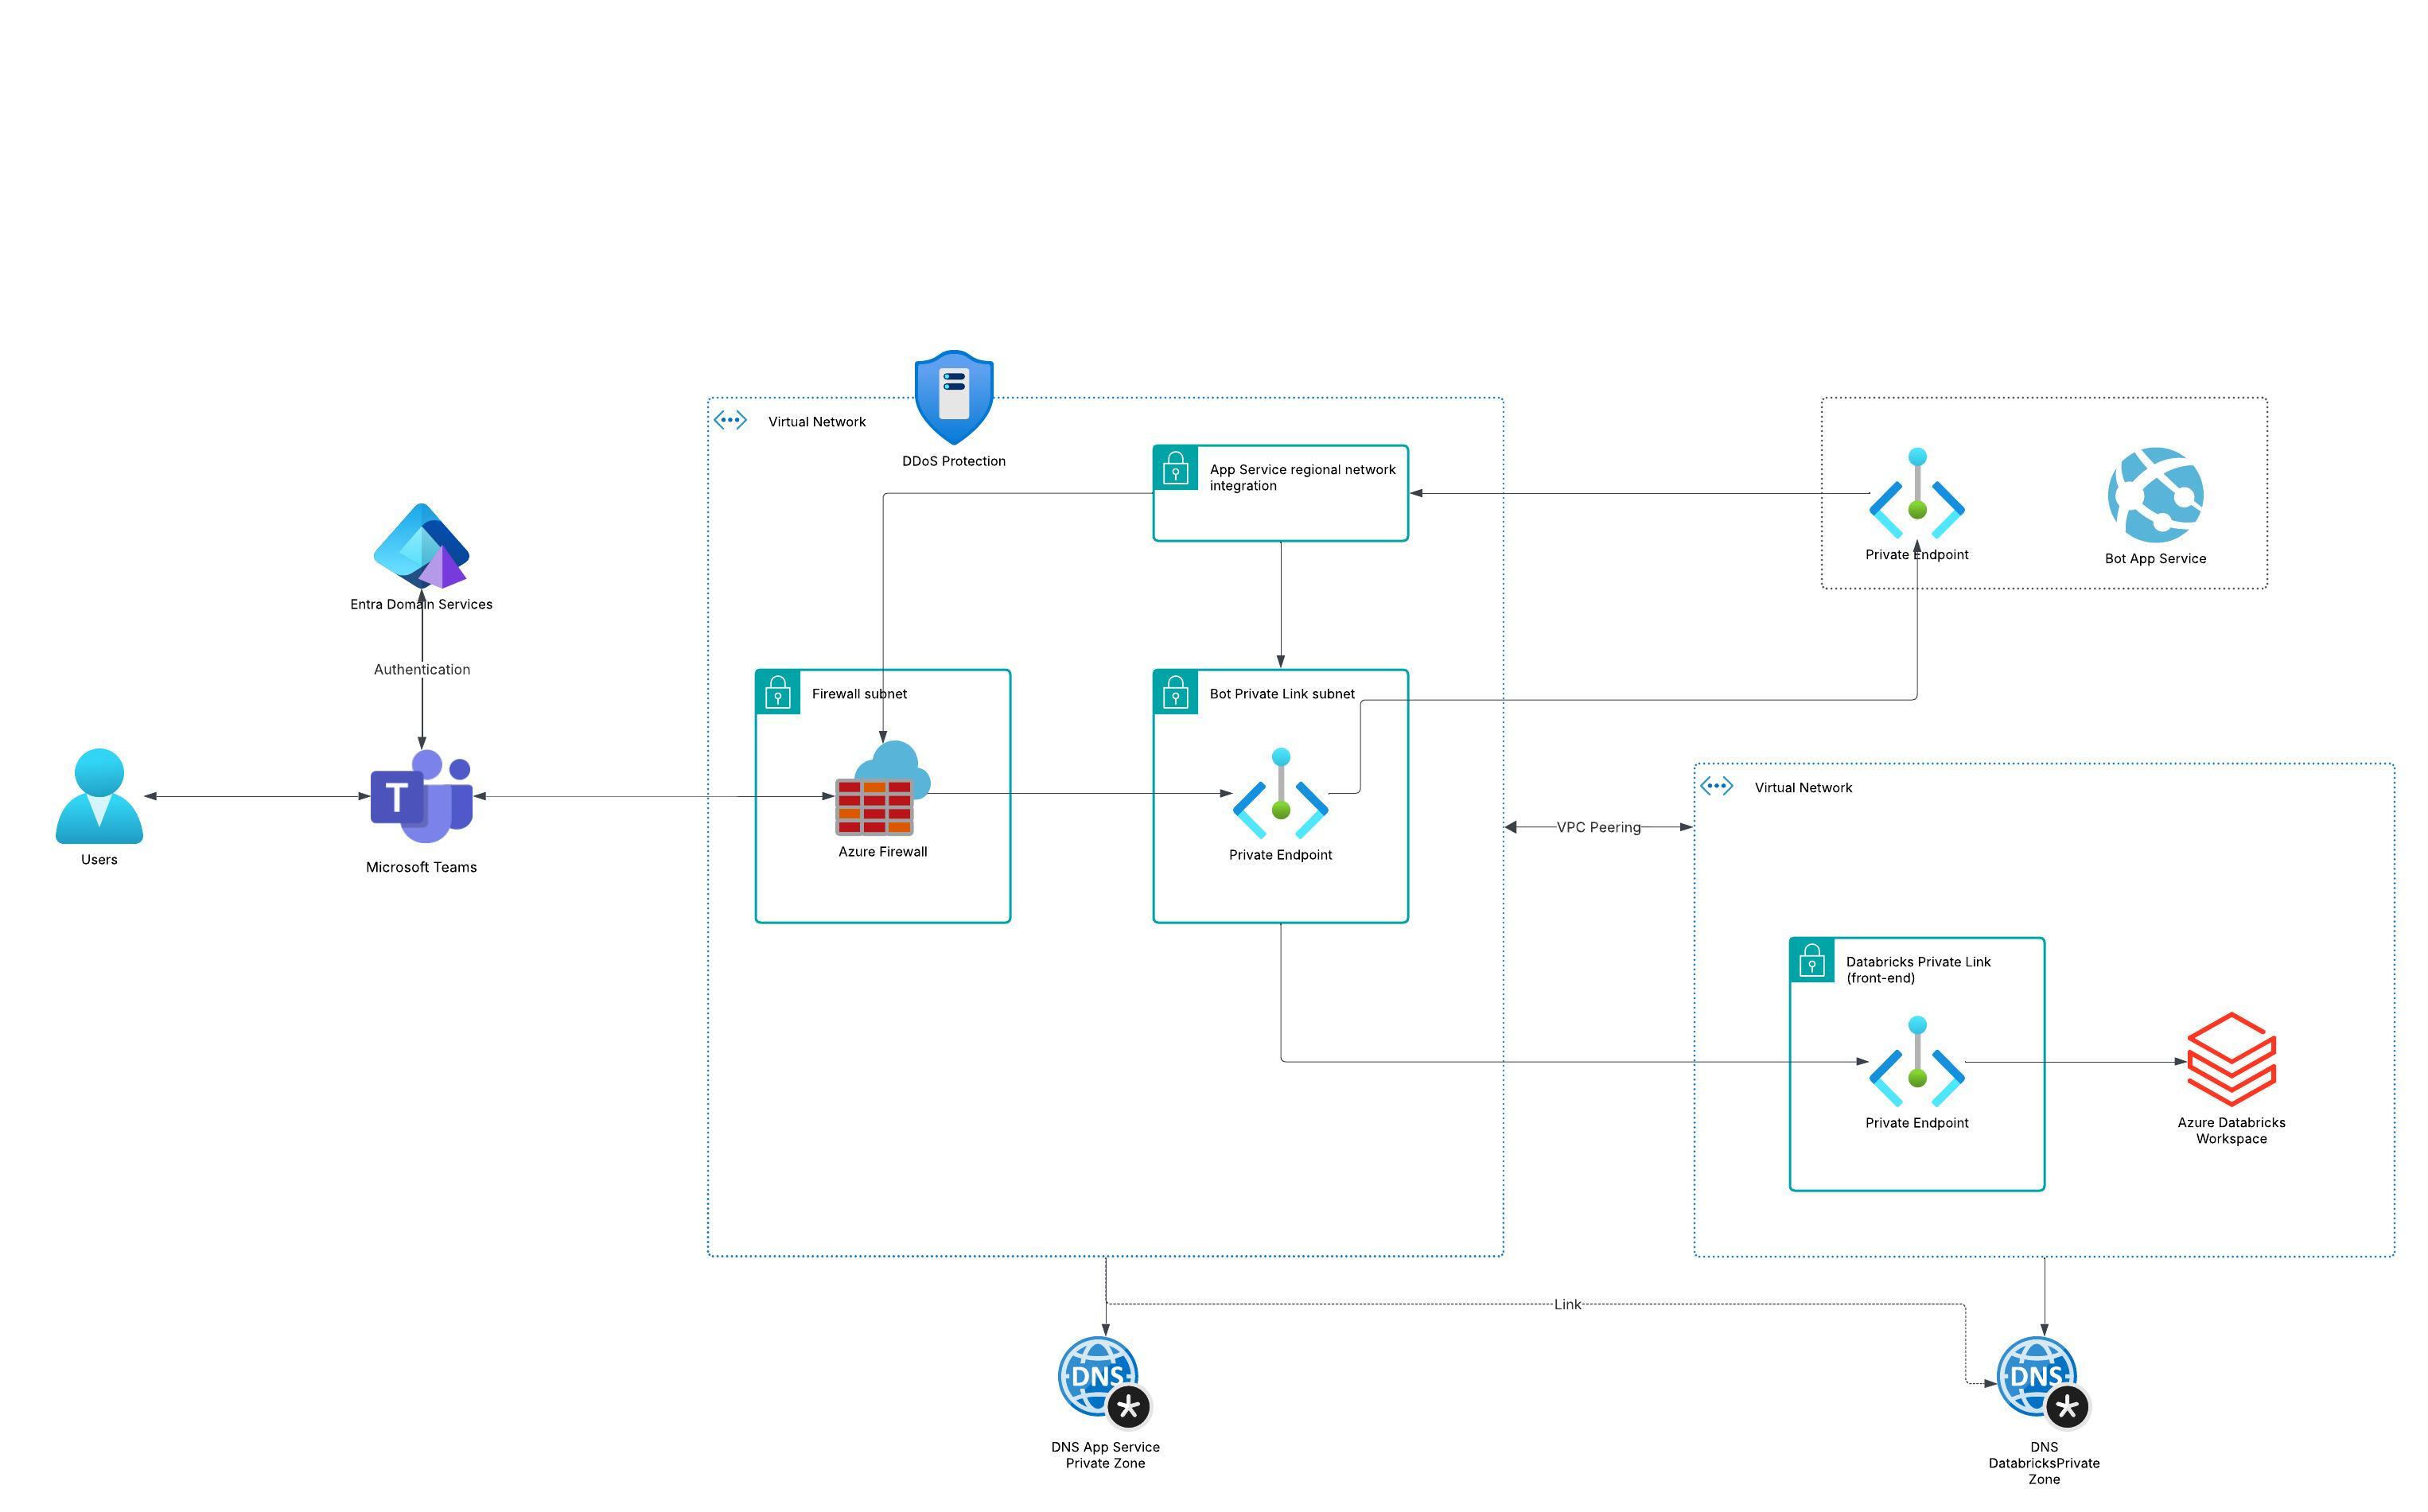 Virtual Network
DDoS Protection
App Service regional network
integration
Private Endpoint
Bot App Service
Entra Domain Services
Authentication
Firewall subnet
Bot Private Link subnet
T
Users
Microsoft Teams
Azure Firewall
Private Endpoint
VPC Peering
Virtual Network
Databricks Private Link
(front-end)
Private Endpoint
Azure Databricks
Workspace
Link
DNS
DNS App Service
Private Zone
DNS
DNS
DatabricksPrivate
Zone